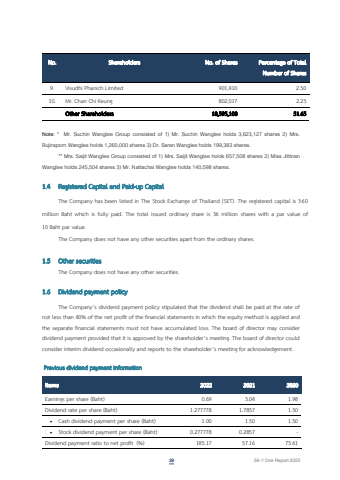 No. Shareholders No. of Shares Percentage of Total
Number of Shares
9. Visudhi Phanich Limited 901,410 2.50
10. Mr. Chan Chi Keung 802,017 2.23
Other Shareholders 51.65
Note: * Mr. Suchin Wanglee Group consisted of 1) Mr. Suchin Wanglee holds 3,623,127 shares 2) Mrs.
Rujiraporn Wanglee holds 1,260,000 shares 3) Dr. Saran Wanglee holds 199,383 shares.
** Mrs. Saijit Wanglee Group consisted of 1) Mrs. Saijit Wanglee holds 657,508 shares 2) Miss Jittinan
Wanglee holds 245,504 shares 3) Mr. Nattachai Wanglee holds 140,598 shares.
1.4 Registered Capital and Paid-up Capital
The Company has been listed in The Stock Exchange of Thailand (SET). The registered capital is 360
million Baht which is fully paid. The total issued ordinary share is 36 million shares with a par value of
10 Baht par value.
The Company does not have any other securities apart from the ordinary shares.
1.5 Other securities
The Company does not have any other securities.
1.6 Dividend payment policy
The Company's dividend payment policy stipulated that the dividend shall be paid at the rate of
not less than 40% of the net profit of the financial statements in which the equity method is applied and
the separate financial statements must not have accumulated loss. The board of director may consider
dividend payment provided that it is approved by the shareholder's meeting. The board of director could
consider interim dividend occasionally and reports to the shareholder's meeting for acknowledgement.
Previous dividend payment information
Items 2022 2021 2020
Earnings per share (Baht) 0.69 3.04 1.98
Dividend rate per share (Baht) 1.277778 1.7857 1.50
• Cash dividend payment per share (Baht) 1.00 1.50 1.50
• Stock dividend payment per share (Baht) 0.277778 0.2857 -
Dividend payment ratio to net profit (%) 185.17 57.16 75.61
38 56-1 One Report 2022